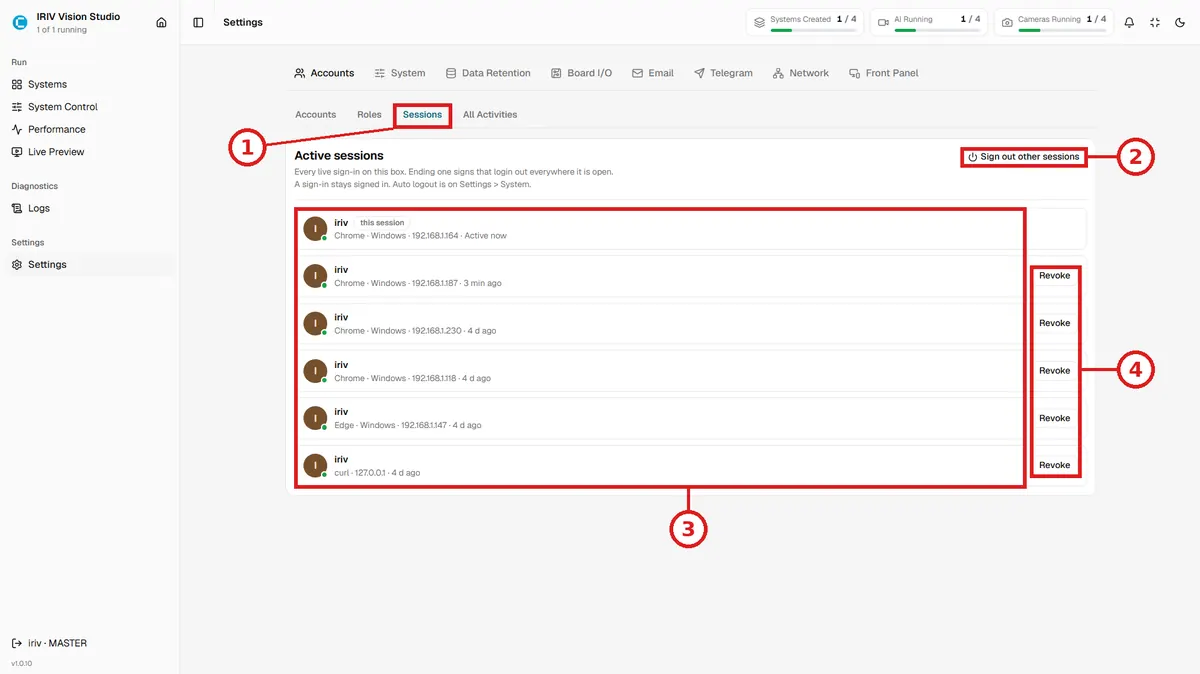 IRIV Vision Studio
1 of 1 running
Settings
Systems Created 1 / 4
AI Running 1 / 4
Cameras Running 1 / 4
Run
Systems
System Control
Performance
Live Preview
Diagnostics
Logs
Settings
Settings
Accounts System Data Retention Board I/O Email Telegram Network Front Panel
Accounts Roles Sessions All Activities
1
Active sessions
Every live sign-in on this box. Ending one signs that login out everywhere it is open.
A sign-in stays signed in. Auto logout is on Settings > System.
Sign out other sessions
2
I
iriv this session
Chrome · Windows · 192.168.1.164 · Active now
I
iriv
Chrome · Windows · 192.168.1.187 · 3 min ago
Revoke
I
iriv
Chrome · Windows · 192.168.1.230 · 4 d ago
Revoke
I
iriv
Chrome · Windows · 192.168.1.118 · 4 d ago
Revoke
4
I
iriv
Edge · Windows · 192.168.1.147 · 4 d ago
Revoke
I
iriv
curl · 127.0.0.1 · 4 d ago
Revoke
3
iriv · MASTER
v1.0.10